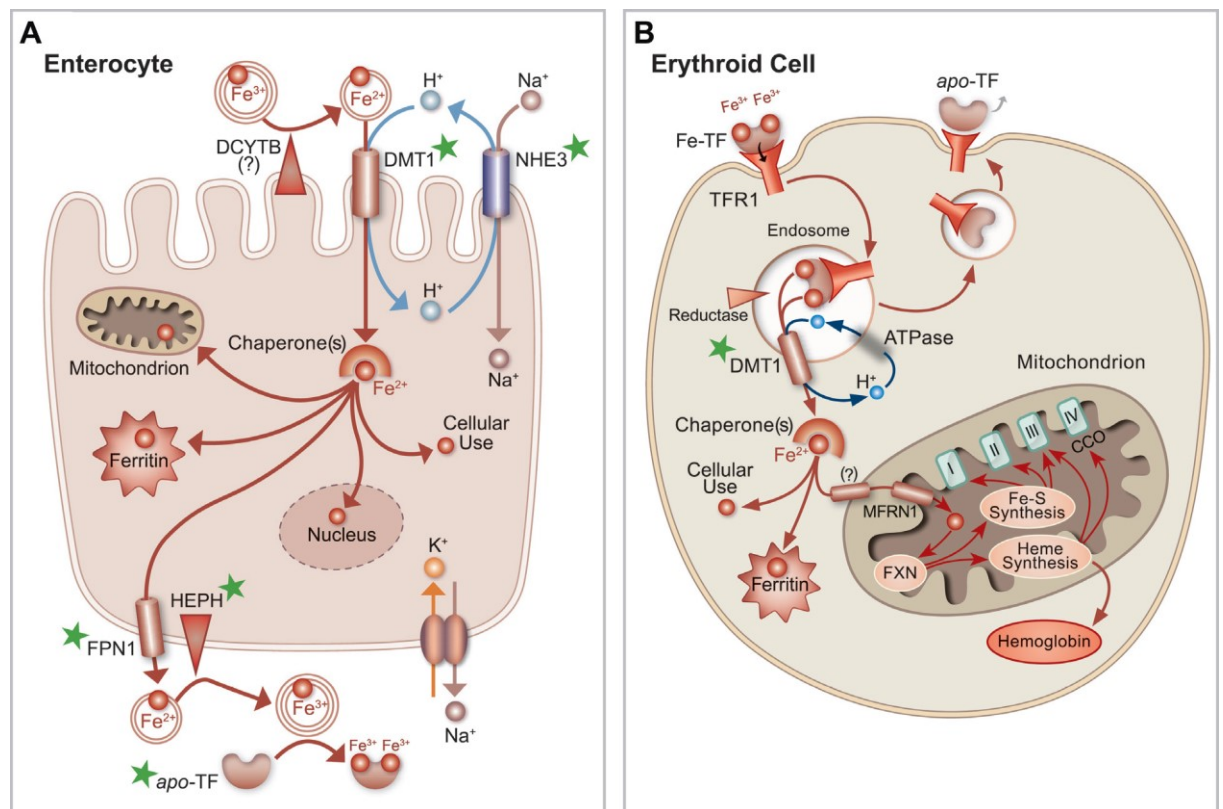 A
Enterocyte
Fe³⁺
Fe²⁺
H⁺
Na⁺
DCYTB
(?)
DMT1
NHE3
H⁺
Mitochondrion
Chaperone(s)
Fe²⁺
Na⁺
Ferritin
Cellular
Use
Nucleus
K⁺
HEPH
FPN1
Fe²⁺
Fe³⁺
Na⁺
Fe³⁺ Fe³⁺
apo-TF
B
Erythroid Cell
apo-TF
Fe³⁺ Fe³⁺
Fe-TF
TFR1
Endosome
Reductase
ATPase
DMT1
H⁺
Mitochondrion
Chaperone(s)
Fe²⁺
I
II
III
IV
CCO
Cellular
Use
(?)
MFRN1
Fe-S
Synthesis
FXN
Heme
Synthesis
Ferritin
Hemoglobin